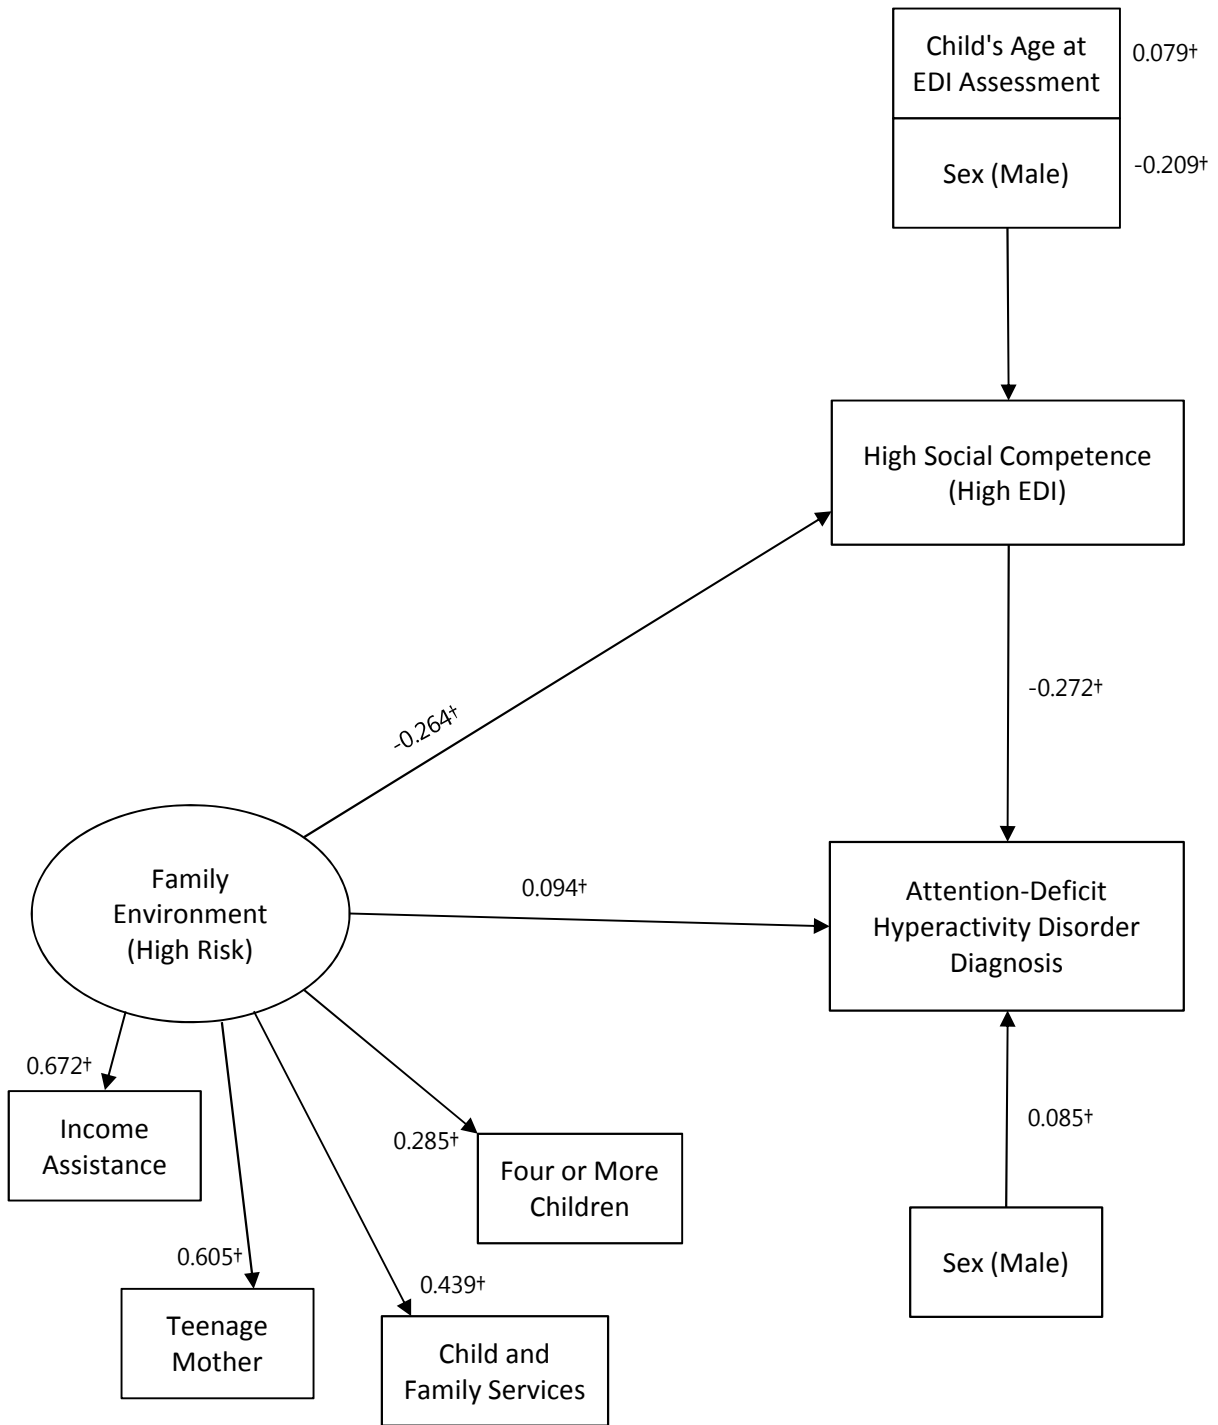 Child's Age at
EDI Assessment
0.079†
Sex (Male)
-0.209†
High Social Competence
(High EDI)
-0.272†
-0.264†
Family
Environment
(High Risk)
0.094†
Attention-Deficit
Hyperactivity Disorder
Diagnosis
0.672†
Income
Assistance
0.605†
Teenage
Mother
0.439†
Child and
Family Services
0.285†
Four or More
Children
0.085†
Sex (Male)